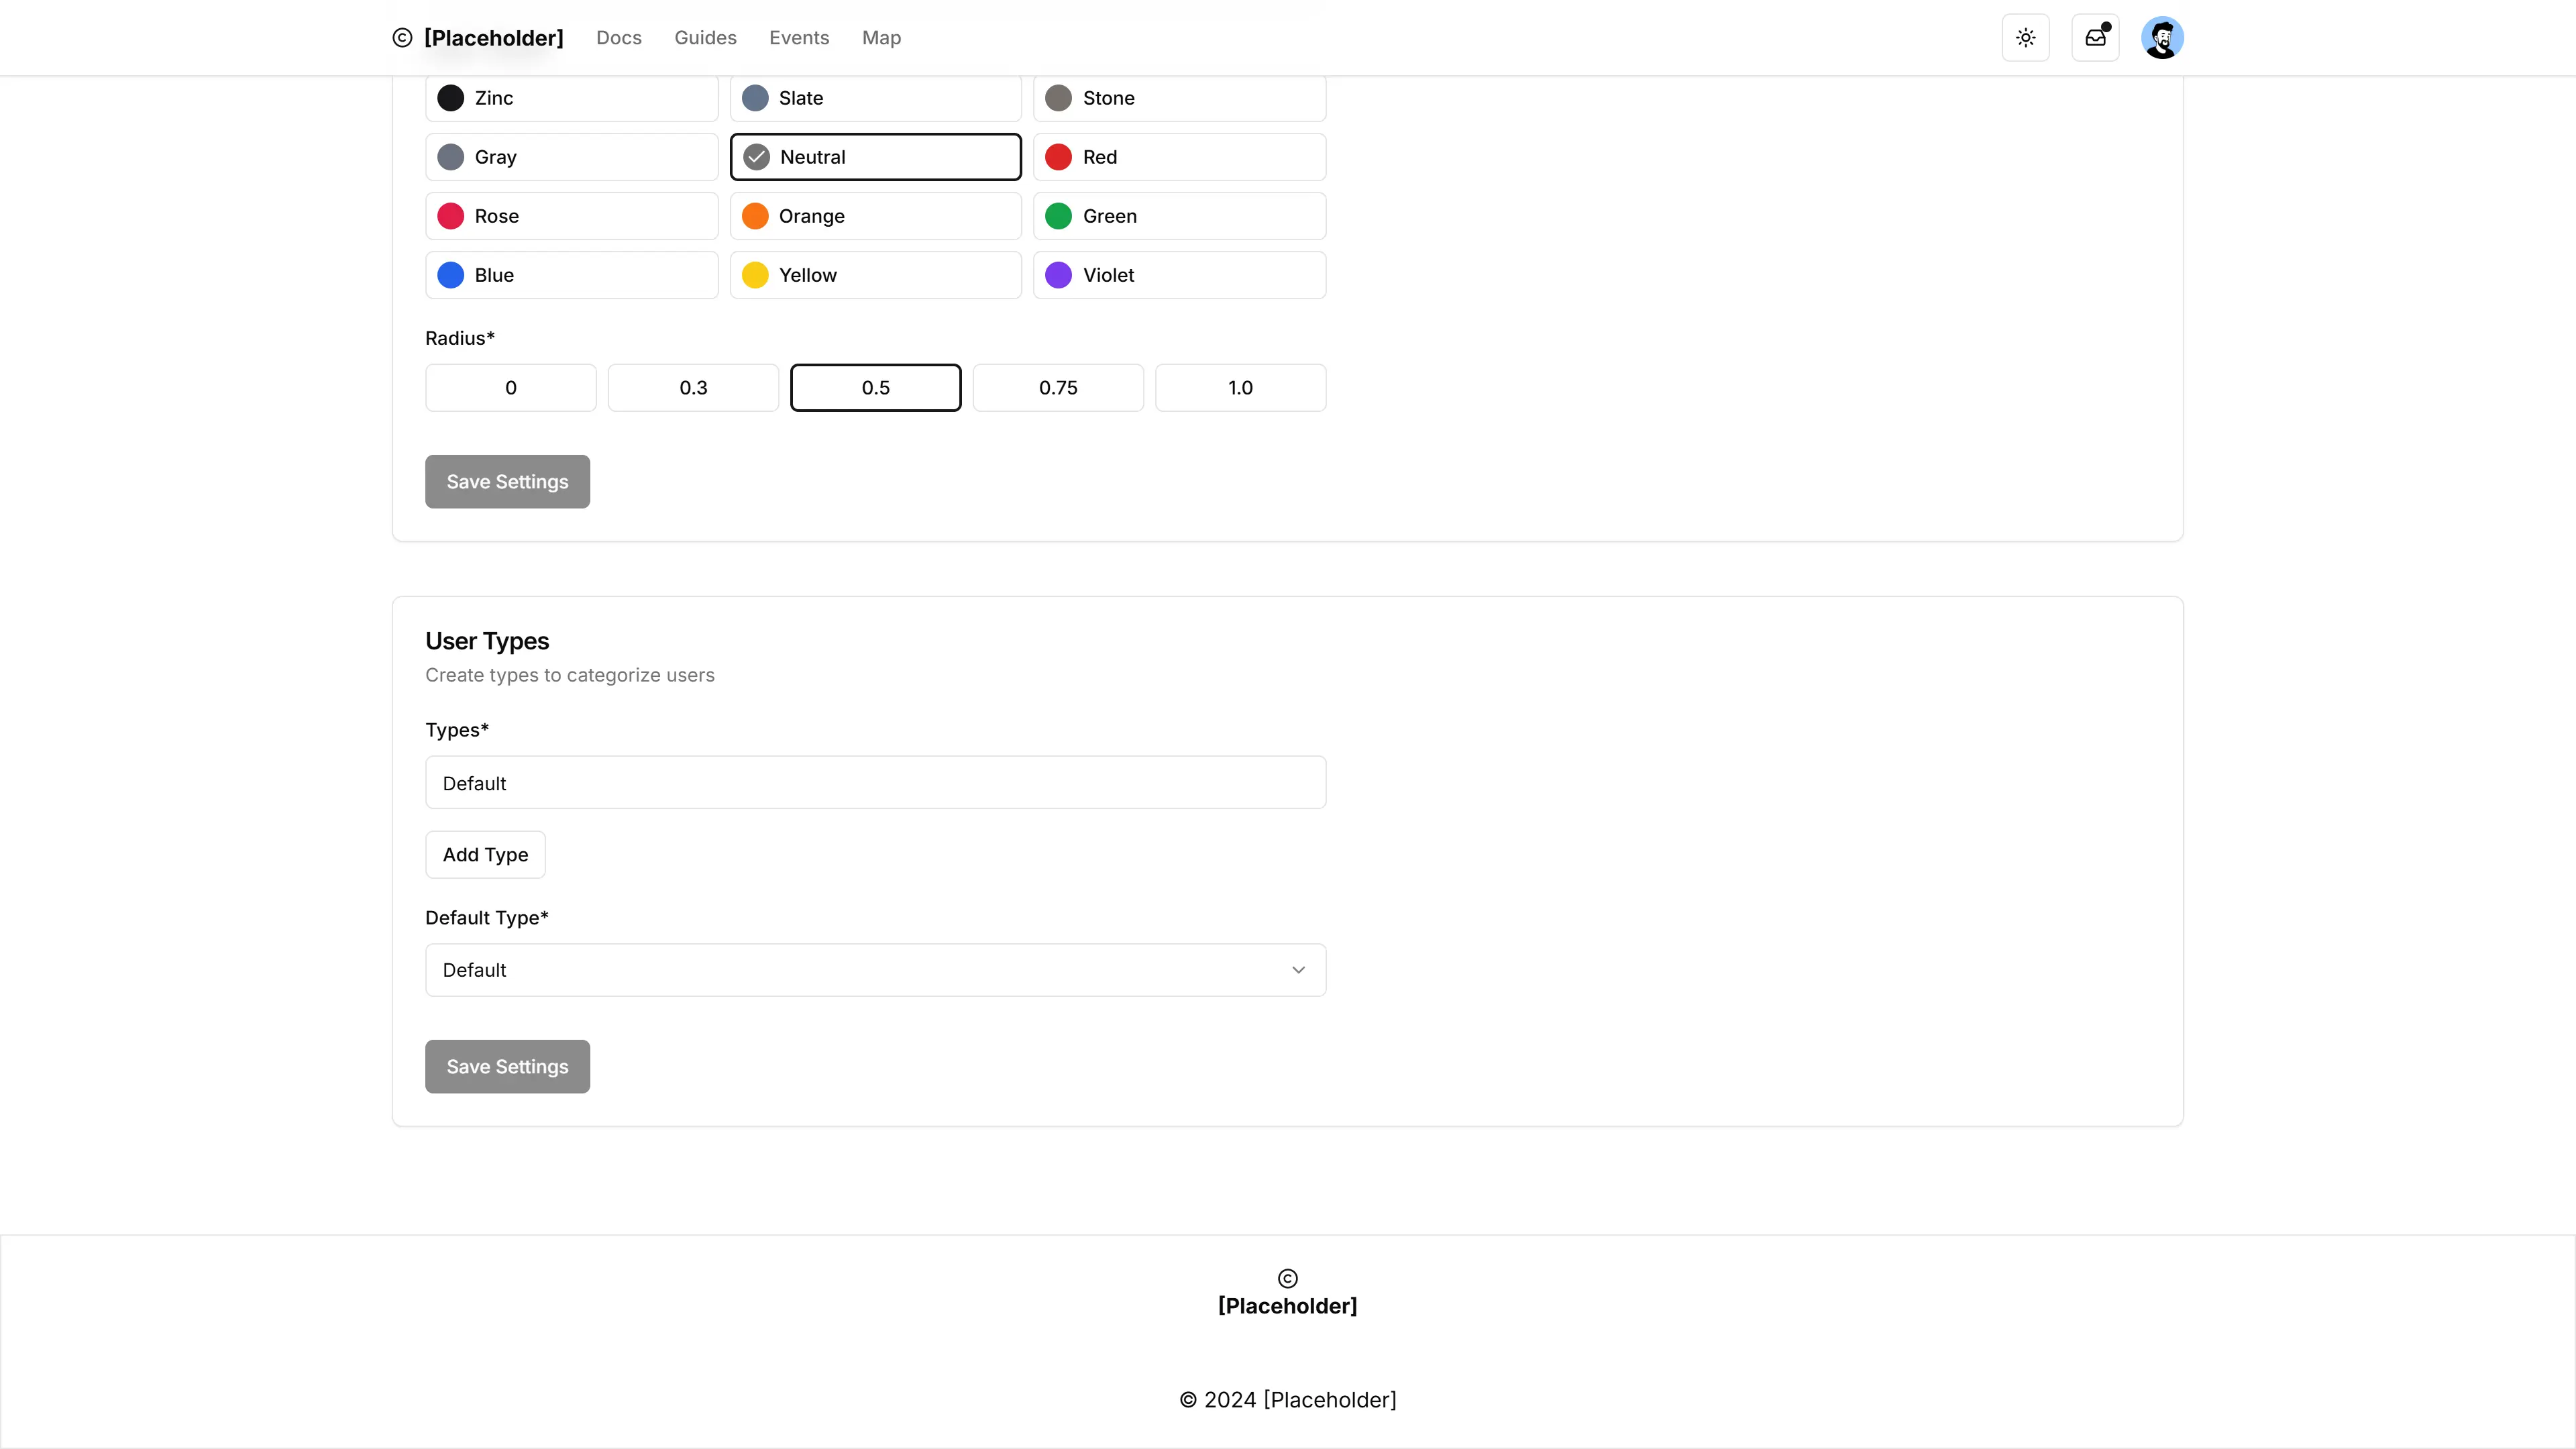 © [Placeholder] Docs Guides Events Map
Zinc Slate Stone
Gray Neutral Red
Rose Orange Green
Blue Yellow Violet
Radius*
0 0.3 0.5 0.75 1.0
Save Settings
User Types
Create types to categorize users
Types*
Default
Add Type
Default Type*
Default
Save Settings
©
[Placeholder]
© 2024 [Placeholder]